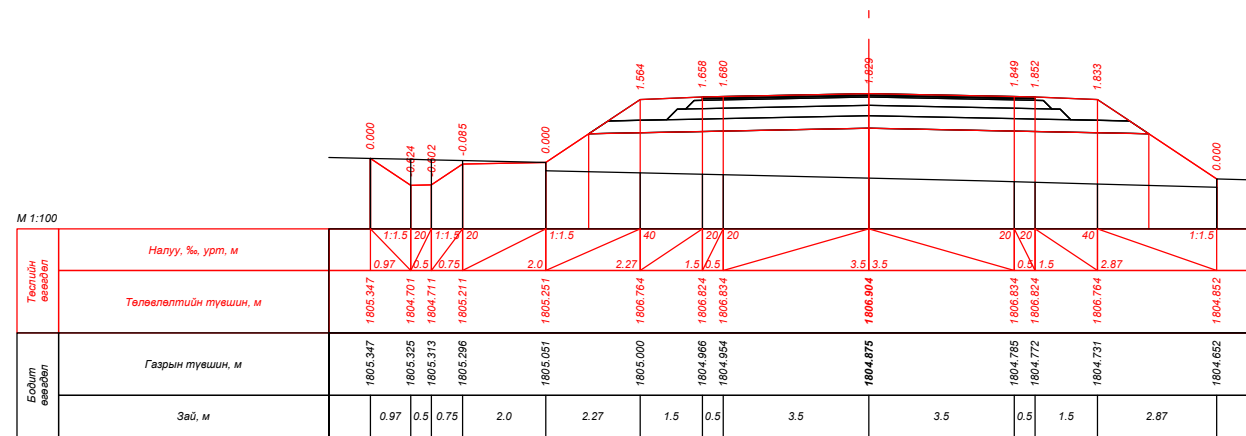 0.000 -0.624 -0.602 -0.085 0.000 1.564 1.658 1.680 1.829 1.849 1.852 1.833 0.000
М 1:100
Төслийн өгөгдөл
Налуу, ‰, урт, м
1:1.5 20 1:1.5 20 1:1.5 40 20 20 20 20 40 1:1.5
0.97 0.5 0.75 2.0 2.27 1.5 0.5 3.5 3.5 0.5 1.5 2.87
Төлөвлөлтийн түвшин, м
1805.347 1804.701 1804.711 1805.211 1805.251 1806.764 1806.824 1806.834 1806.904 1806.834 1806.824 1806.764 1804.852
Бодит өгөгдөл
Газрын түвшин, м
1805.347 1805.325 1805.313 1805.296 1805.051 1805.000 1804.966 1804.954 1804.875 1804.785 1804.772 1804.731 1804.652
Зай, м
0.97 0.5 0.75 2.0 2.27 1.5 0.5 3.5 3.5 0.5 1.5 2.87